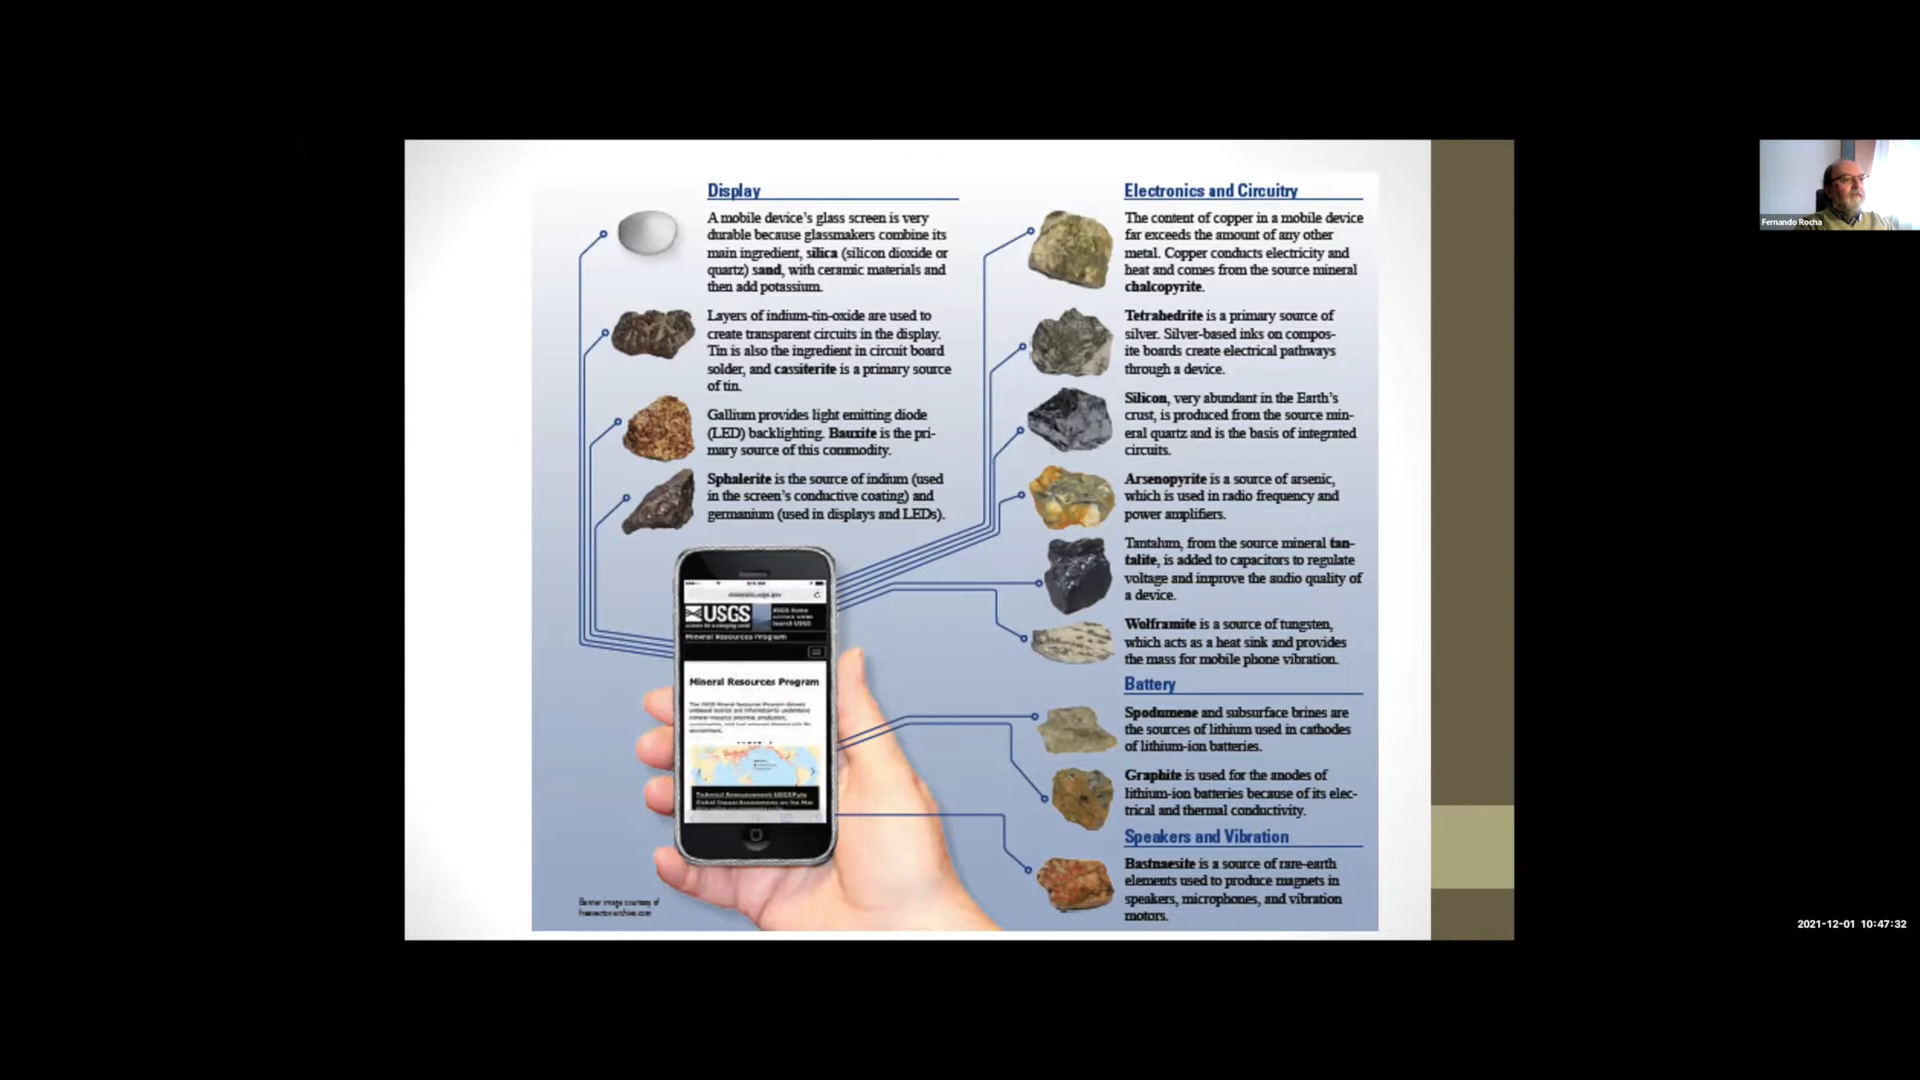 Display
A mobile device's glass screen is very
durable because glassmakers combine its
main ingredient, silica (silicon dioxide or
quartz) sand, with ceramic materials and
then add potassium.
Layers of indium-tin-oxide are used to
create transparent circuits in the display.
Tin is also the ingredient in circuit board
solder, and cassiterite is a primary source
of tin.
Gallium provides light emitting diode
(LED) backlighting. Bauxite is the pri-
mary source of this commodity.
Sphalerite is the source of indium (used
in the screen's conductive coating) and
germanium (used in displays and LEDs).
USGS
Mineral Resources Program
Mineral Resources Program
Banner image courtesy of
freevector-archive.com
Electronics and Circuitry
The content of copper in a mobile device
far exceeds the amount of any other
metal. Copper conducts electricity and
heat and comes from the source mineral
chalcopyrite.
Tetrahedrite is a primary source of
silver. Silver-based inks on compos-
ite boards create electrical pathways
through a device.
Silicon, very abundant in the Earth's
crust, is produced from the source min-
eral quartz and is the basis of integrated
circuits.
Arsenopyrite is a source of arsenic,
which is used in radio frequency and
power amplifiers.
Tantalum, from the source mineral tan-
talite, is added to capacitors to regulate
voltage and improve the audio quality of
a device.
Wolframite is a source of tungsten,
which acts as a heat sink and provides
the mass for mobile phone vibration.
Battery
Spodumene and subsurface brines are
the sources of lithium used in cathodes
of lithium-ion batteries.
Graphite is used for the anodes of
lithium-ion batteries because of its elec-
trical and thermal conductivity.
Speakers and Vibration
Bastnaesite is a source of rare-earth
elements used to produce magnets in
speakers, microphones, and vibration
motors.
Fernando Rocha
2021-12-01 10:47:32